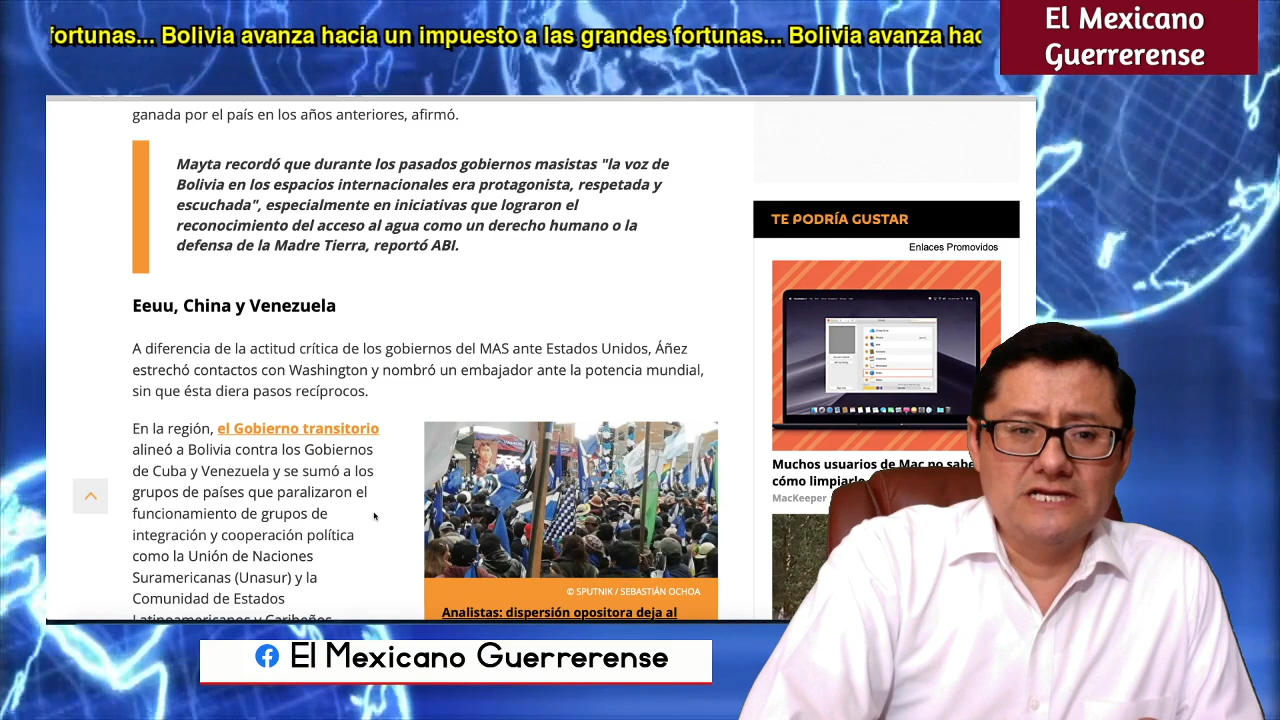 fortunas... Bolivia avanza hacia un impuesto a las grandes fortunas... Bolivia avanza hac
El Mexicano
Guerrerense
ganada por el país en los años anteriores, afirmó.
Mayta recordó que durante los pasados gobiernos masistas "la voz de
Bolivia en los espacios internacionales era protagonista, respetada y
escuchada", especialmente en iniciativas que lograron el
reconocimiento del acceso al agua como un derecho humano o la
defensa de la Madre Tierra, reportó ABI.
Eeuu, China y Venezuela
A diferencia de la actitud crítica de los gobiernos del MAS ante Estados Unidos, Áñez
estrechó contactos con Washington y nombró un embajador ante la potencia mundial,
sin que ésta diera pasos recíprocos.
En la región, el Gobierno transitorio
alineó a Bolivia contra los Gobiernos
de Cuba y Venezuela y se sumó a los
grupos de países que paralizaron el
funcionamiento de grupos de
integración y cooperación política
como la Unión de Naciones
Suramericanas (Unasur) y la
Comunidad de Estados
Latinoamericanos y Caribeños
© SPUTNIK / SEBASTIÁN OCHOA
Analistas: dispersión opositora deja al
TE PODRÍA GUSTAR
Enlaces Promovidos
Muchos usuarios de Mac no sabe
cómo limpiarlo
MacKeeper
El Mexicano Guerrerense